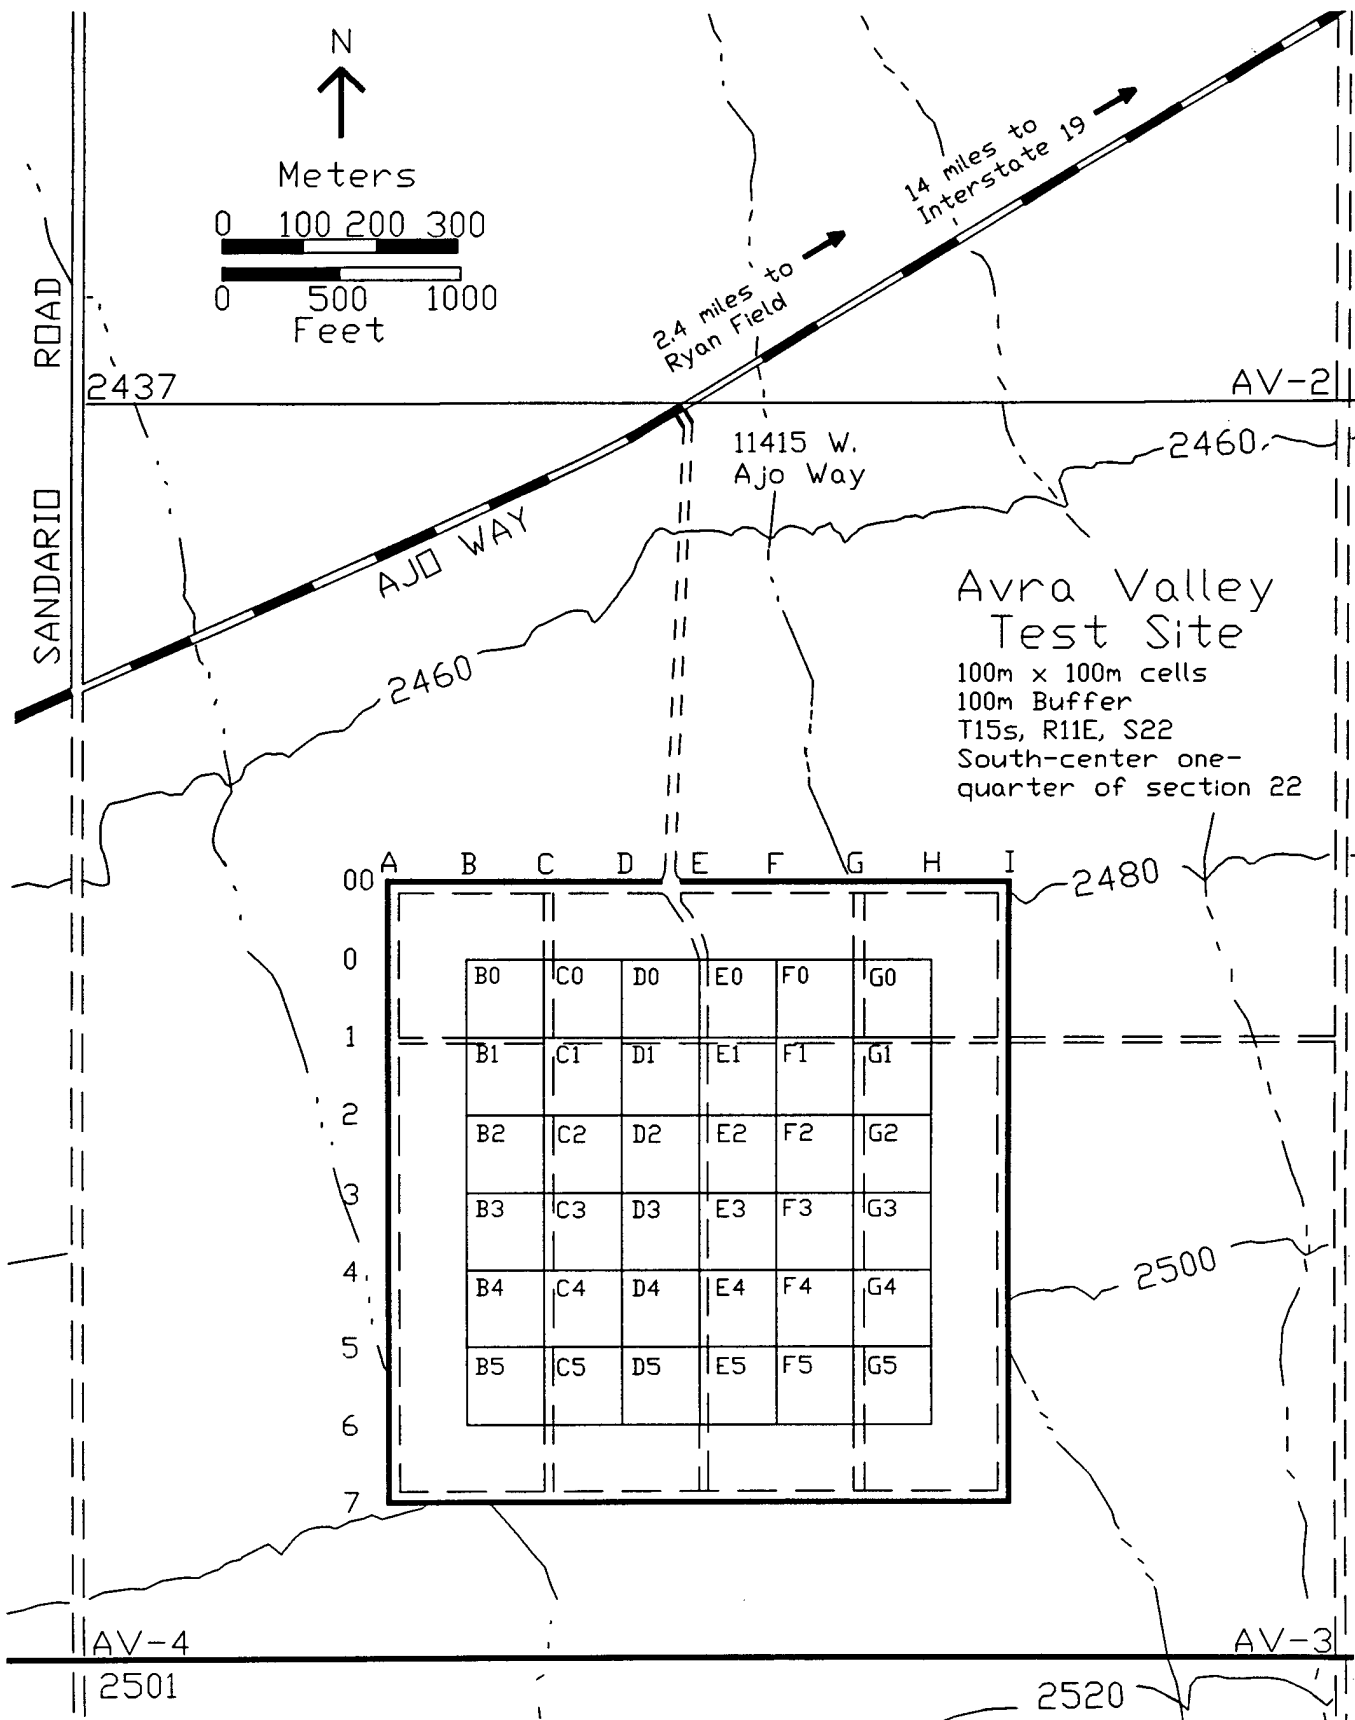 N
Meters
0 100 200 300
0 500 1000
Feet
14 miles to
Interstate 19
2.4 miles to
Ryan Field
SANDARIO ROAD
2437
AV-2
11415 W.
Ajo Way
2460
AJO WAY
2460
Avra Valley
Test Site
100m x 100m cells
100m Buffer
T15s, R11E, S22
South-center one-
quarter of section 22
A B C D E F G H I
00
2480
0
B0 C0 D0 E0 F0 G0
1
B1 C1 D1 E1 F1 G1
2
B2 C2 D2 E2 F2 G2
3
B3 C3 D3 E3 F3 G3
4
2500
B4 C4 D4 E4 F4 G4
5
B5 C5 D5 E5 F5 G5
6
7
AV-4
AV-3
2501
2520